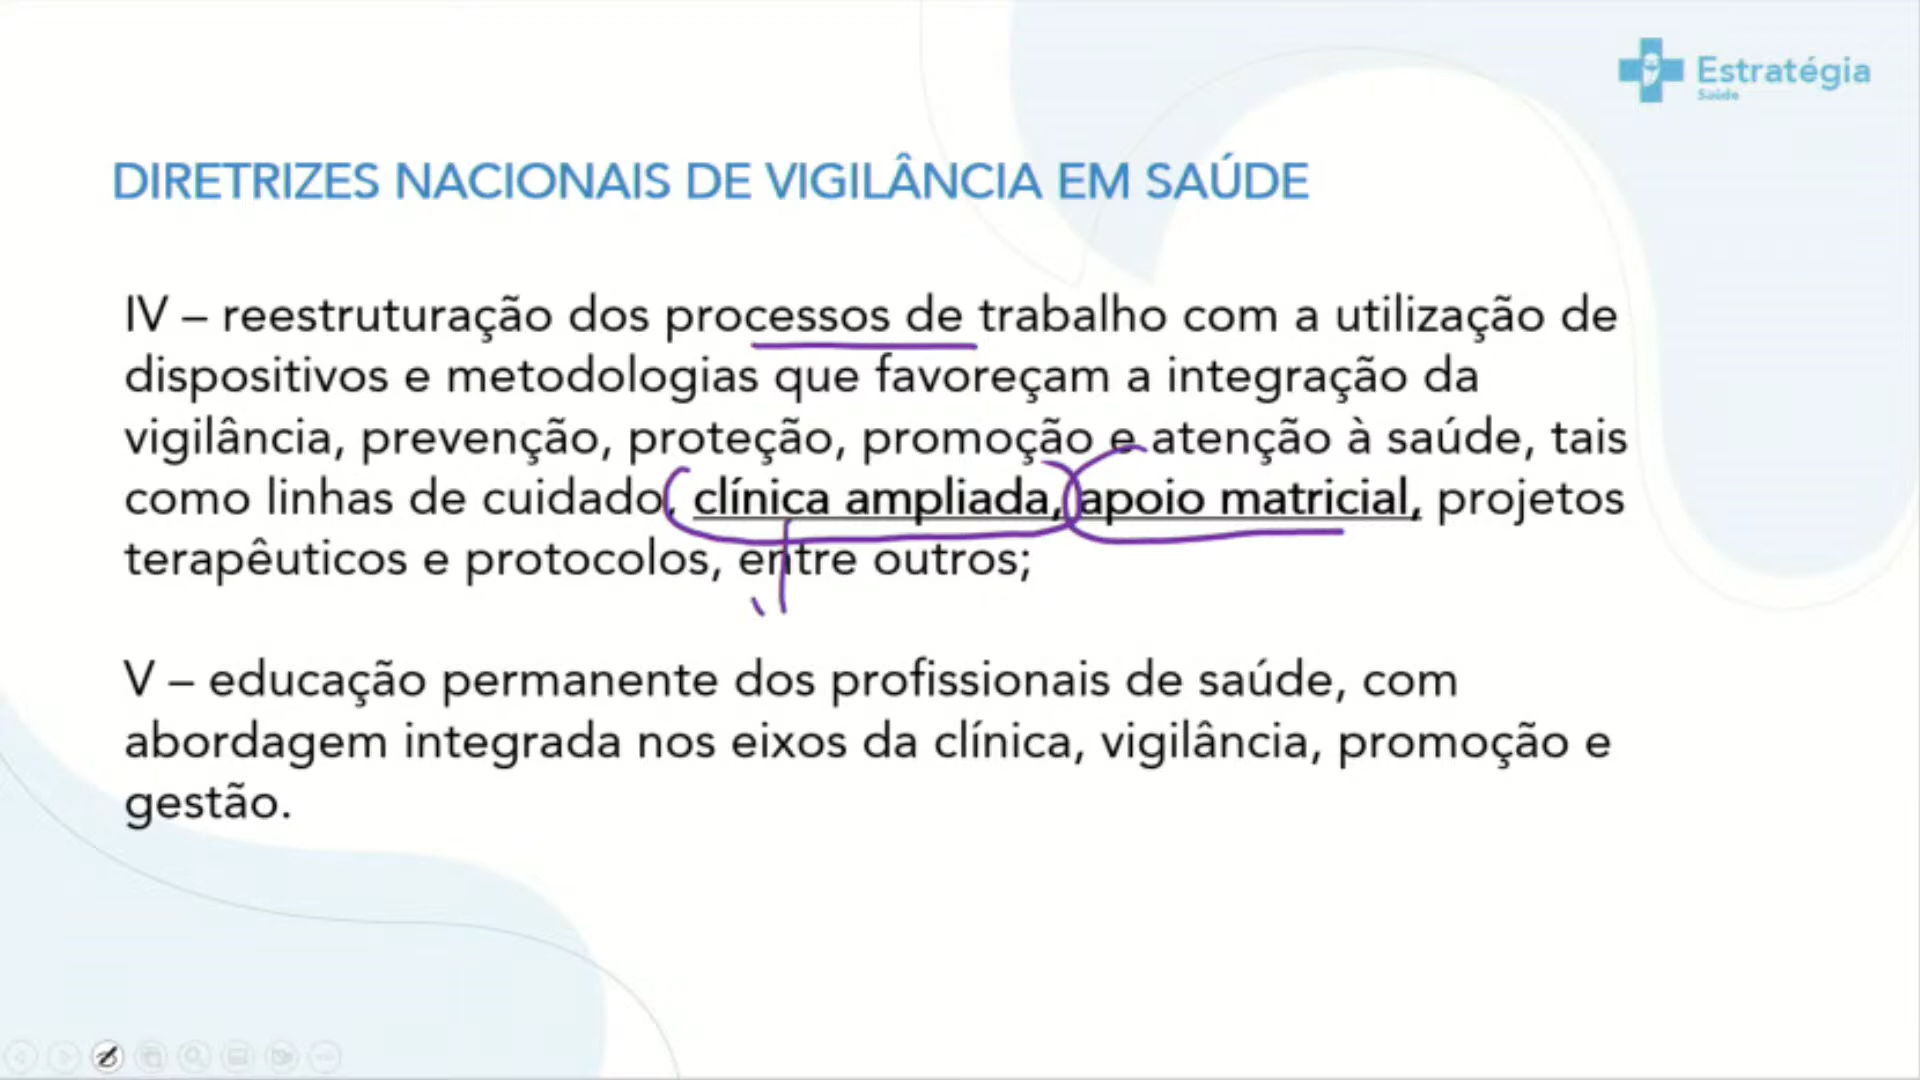 Estratégia
Saúde
DIRETRIZES NACIONAIS DE VIGILÂNCIA EM SAÚDE
IV – reestruturação dos processos de trabalho com a utilização de
dispositivos e metodologias que favoreçam a integração da
vigilância, prevenção, proteção, promoção e atenção à saúde, tais
como linhas de cuidado, clínica ampliada, apoio matricial, projetos
terapêuticos e protocolos, entre outros;
V – educação permanente dos profissionais de saúde, com
abordagem integrada nos eixos da clínica, vigilância, promoção e
gestão.